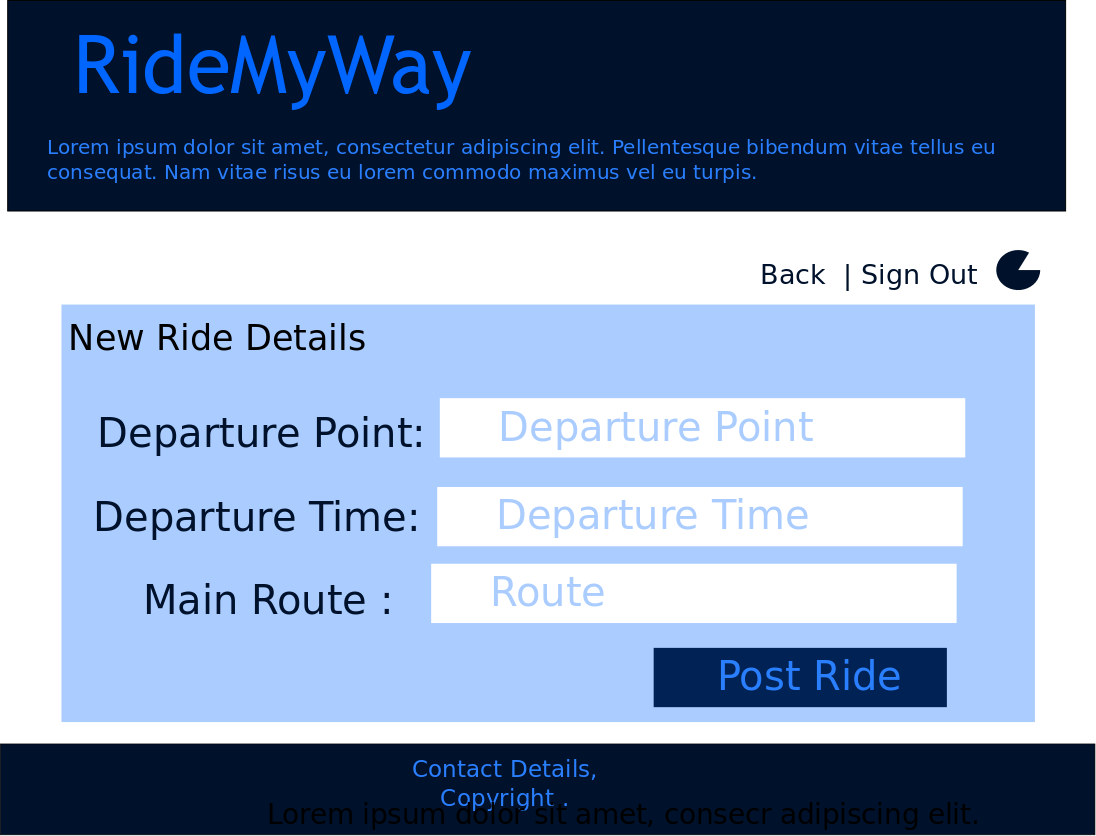 RideMyWay
Lorem ipsum dolor sit amet, consectetur adipiscing elit. Pellentesque bibendum vitae tellus eu
consequat. Nam vitae risus eu lorem commodo maximus vel eu turpis.
Back | Sign Out
New Ride Details
Departure Point: Departure Point
Departure Time: Departure Time
Main Route : Route
Post Ride
Contact Details,
Copyright .
Lorem ipsum dolor sit amet, consecr adipiscing elit.